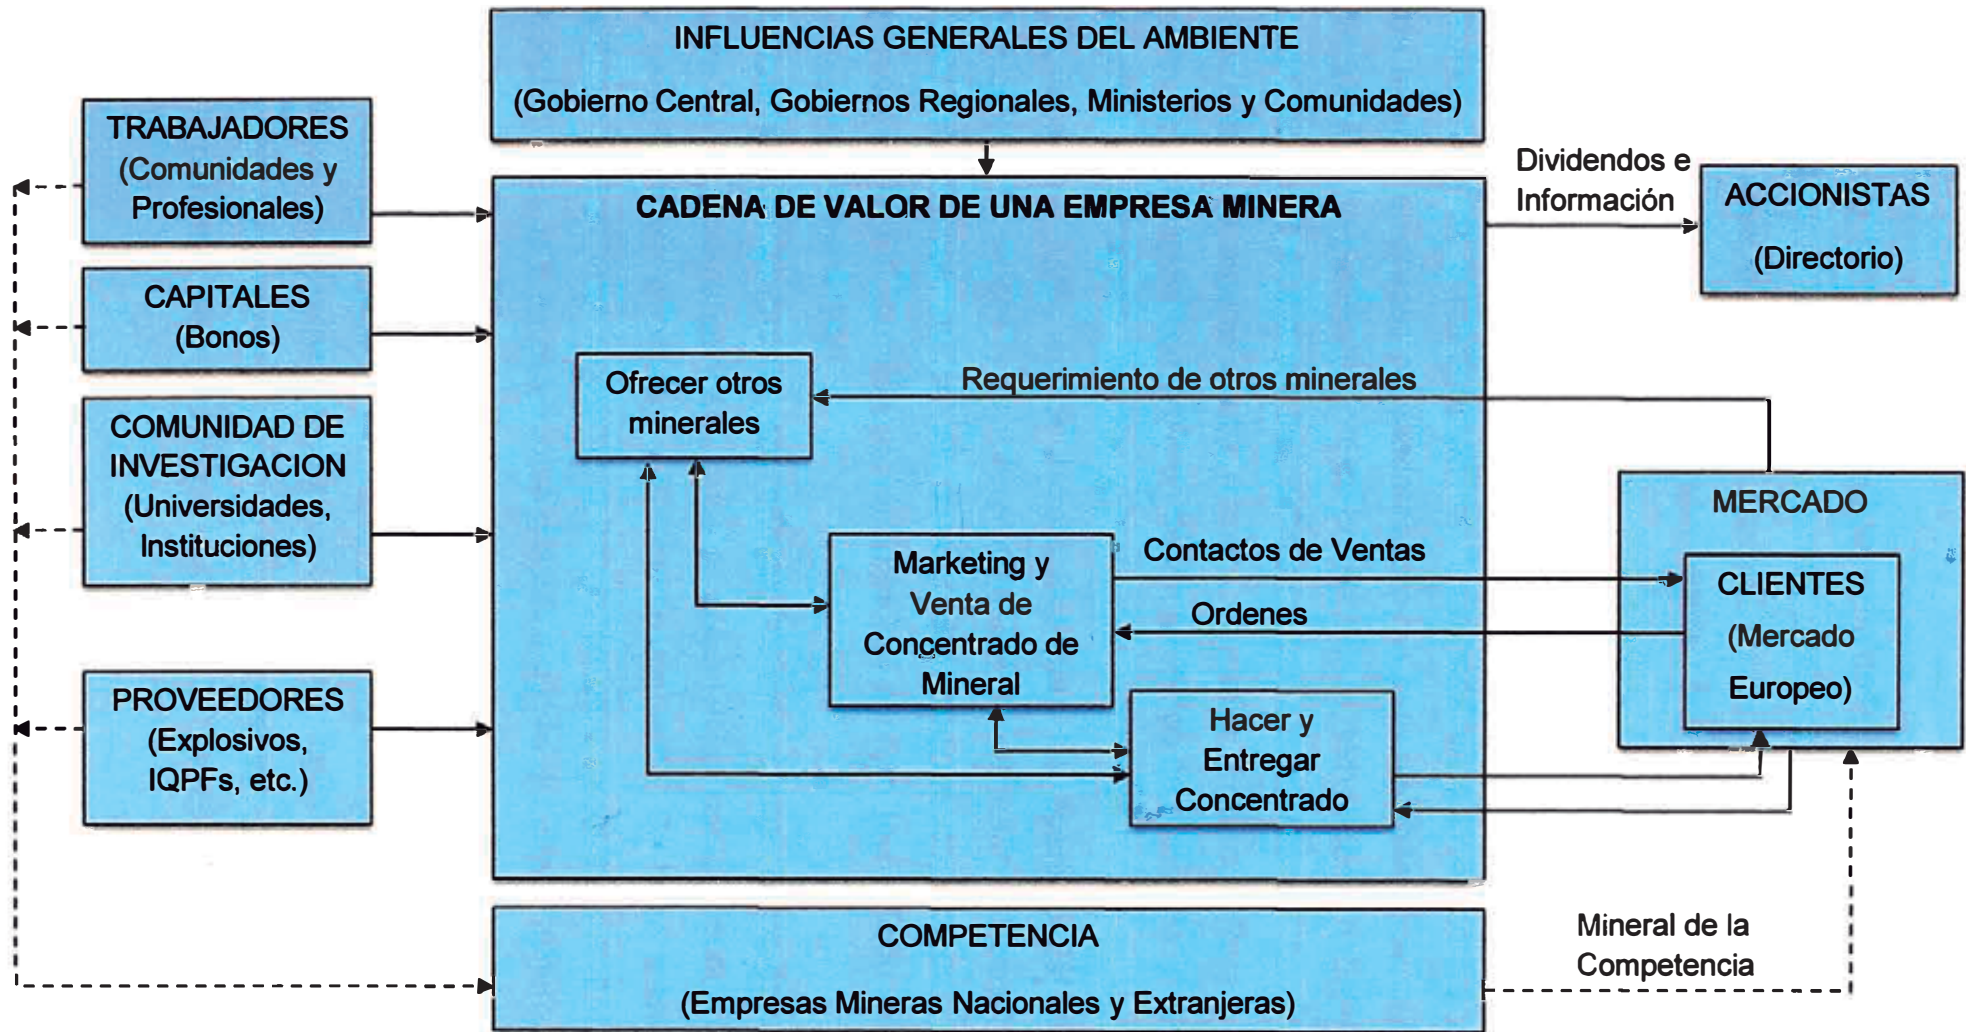 INFLUENCIAS GENERALES DEL AMBIENTE
(Gobierno Central, Gobiernos Regionales, Ministerios y Comunidades)
TRABAJADORES
(Comunidades y
Profesionales)
CAPITALES
(Bonos)
COMUNIDAD DE
INVESTIGACION
(Universidades,
Instituciones)
PROVEEDORES
(Explosivos,
IQPFs, etc.)
CADENA DE VALOR DE UNA EMPRESA MINERA
Dividendos e
Información
ACCIONISTAS
(Directorio)
Ofrecer otros
minerales
Requerimiento de otros minerales
Marketing y
Venta de
Concentrado de
Mineral
Contactos de Ventas
Ordenes
MERCADO
CLIENTES
(Mercado
Europeo)
Hacer y
Entregar
Concentrado
COMPETENCIA
(Empresas Mineras Nacionales y Extranjeras)
Mineral de la
Competencia